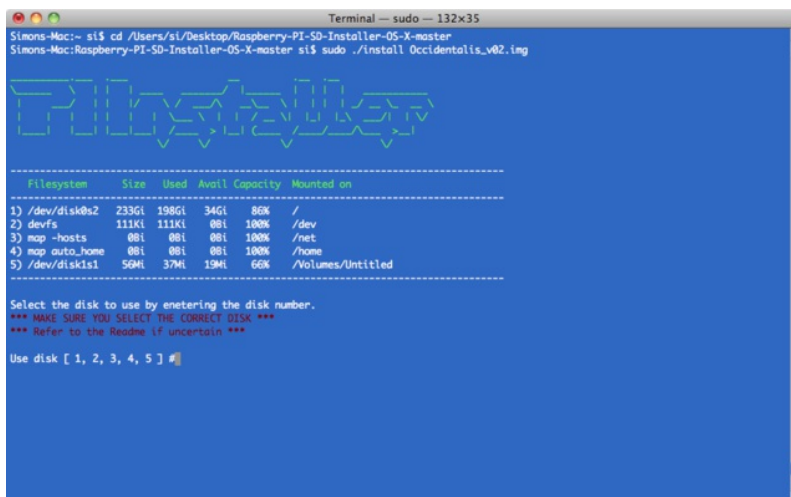 Terminal — sudo — 132×35
Simons-Mac:~ si$ cd /Users/si/Desktop/Raspberry-PI-SD-Installer-OS-X-master
Simons-Mac:Raspberry-PI-SD-Installer-OS-X-master si$ sudo ./install Occidentalis_v02.img
PiInstaller
Filesystem Size Used Avail Capacity Mounted on
1) /dev/disk0s2 233Gi 198Gi 34Gi 86% /
2) devfs 111Ki 111Ki 0Bi 100% /dev
3) map -hosts 0Bi 0Bi 0Bi 100% /net
4) map auto_home 0Bi 0Bi 0Bi 100% /home
5) /dev/disk1s1 56Mi 37Mi 19Mi 66% /Volumes/Untitled
Select the disk to use by enetering the disk number.
*** MAKE SURE YOU SELECT THE CORRECT DISK ***
*** Refer to the Readme if uncertain ***
Use disk [ 1, 2, 3, 4, 5 ] #